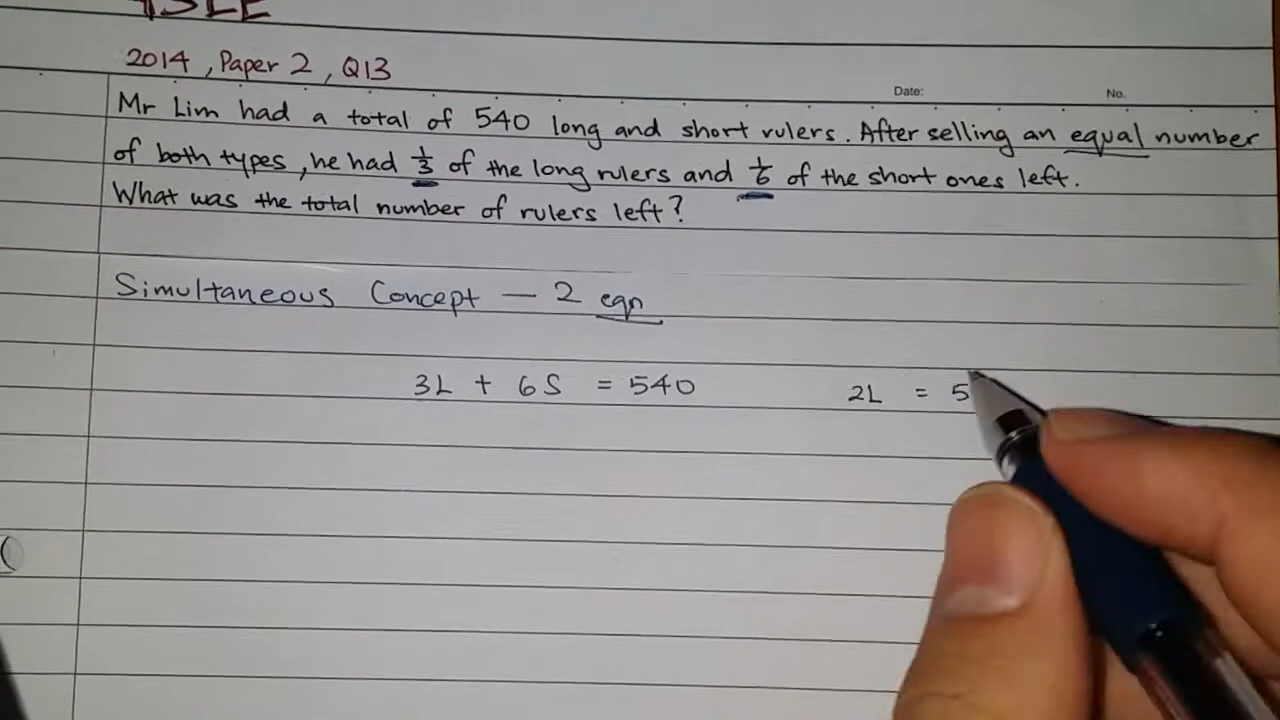 2014, Paper 2, Q13
Date: No.
Mr Lim had a total of 540 long and short rulers. After selling an equal number
of both types, he had 1/3 of the long rulers and 1/6 of the short ones left.
What was the total number of rulers left?
Simultaneous Concept — 2 eqn
3L + 6S = 540 2L = 5